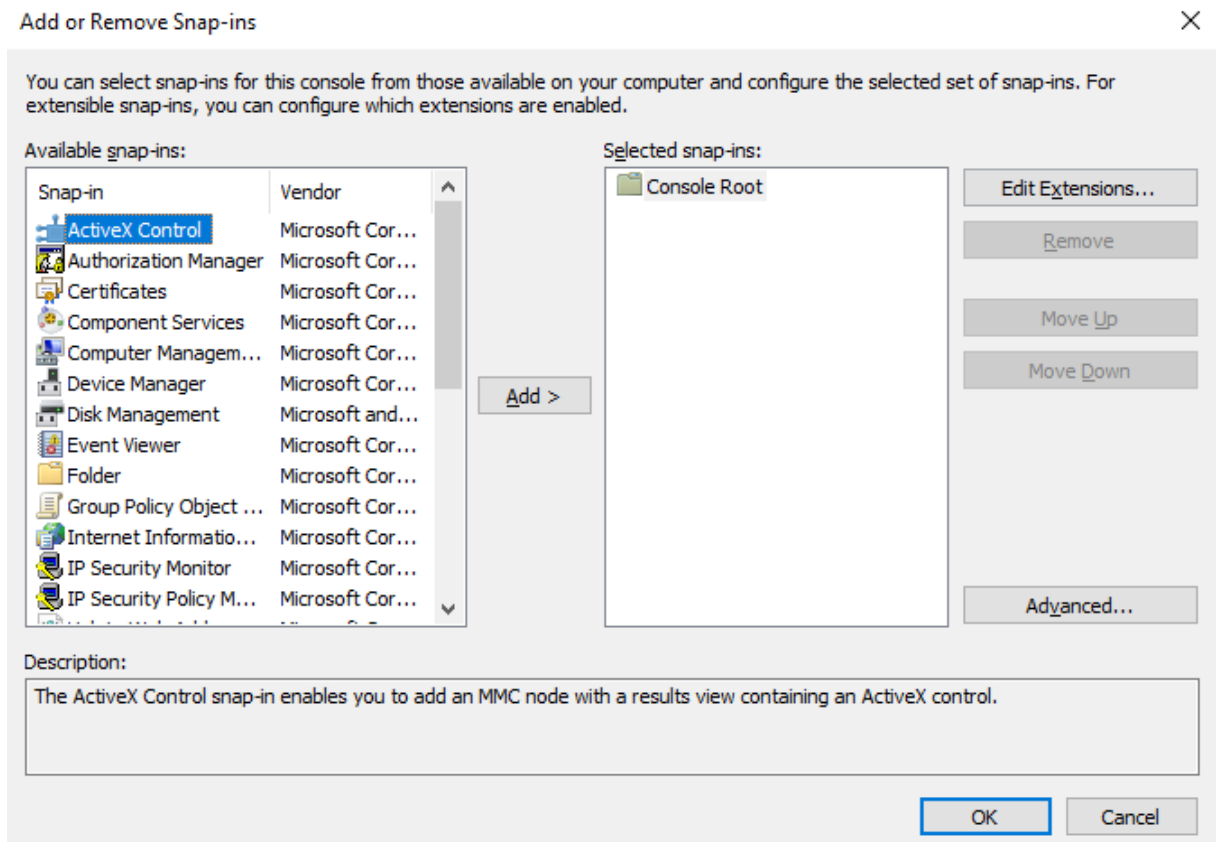 Add or Remove Snap-ins
You can select snap-ins for this console from those available on your computer and configure the selected set of snap-ins. For
extensible snap-ins, you can configure which extensions are enabled.
Available snap-ins:
Snap-in Vendor
ActiveX Control Microsoft Cor...
Authorization Manager Microsoft Cor...
Certificates Microsoft Cor...
Component Services Microsoft Cor...
Computer Managem... Microsoft Cor...
Device Manager Microsoft Cor...
Disk Management Microsoft and...
Event Viewer Microsoft Cor...
Folder Microsoft Cor...
Group Policy Object ... Microsoft Cor...
Internet Informatio... Microsoft Cor...
IP Security Monitor Microsoft Cor...
IP Security Policy M... Microsoft Cor...
Add >
Selected snap-ins:
Console Root
Edit Extensions...
Remove
Move Up
Move Down
Advanced...
Description:
The ActiveX Control snap-in enables you to add an MMC node with a results view containing an ActiveX control.
OK Cancel